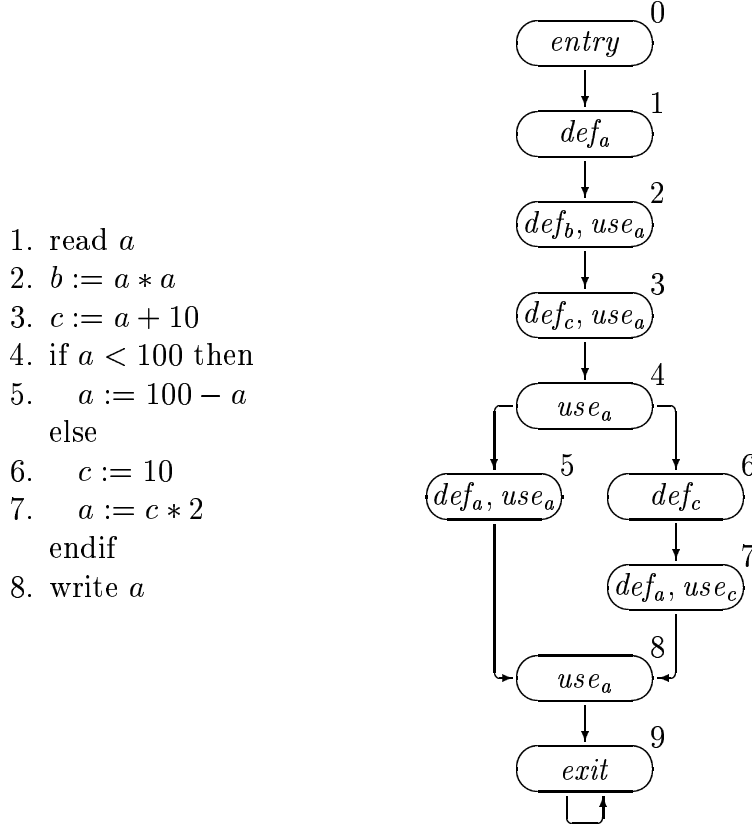 1. read a
2. b := a ∗ a
3. c := a + 10
4. if a < 100 then
5. a := 100 − a
else
6. c := 10
7. a := c ∗ 2
endif
8. write a
0
entry
1
def_a
2
def_b, use_a
3
def_c, use_a
4
use_a
5
def_a, use_a
6
def_c
7
def_a, use_c
8
use_a
9
exit